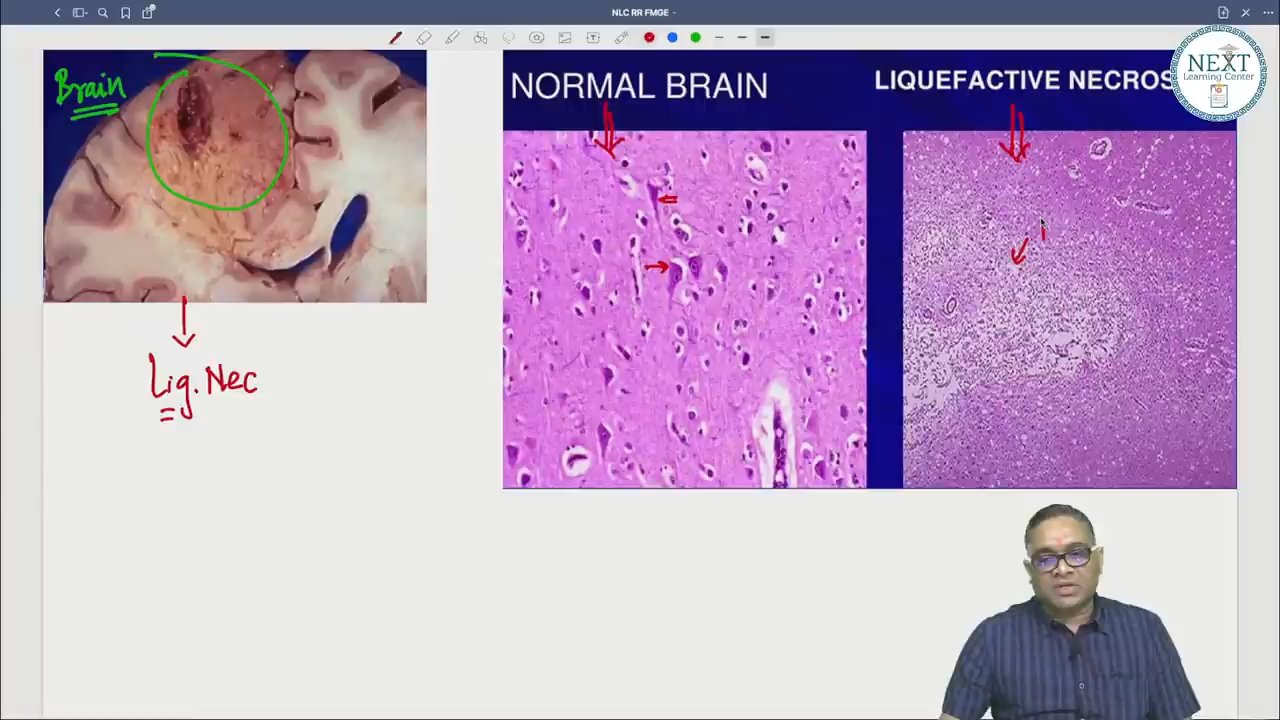 NLC RR FMGE
NEXT
Learning Center
Brain
NORMAL BRAIN
LIQUEFACTIVE NECROS
Liq. Nec